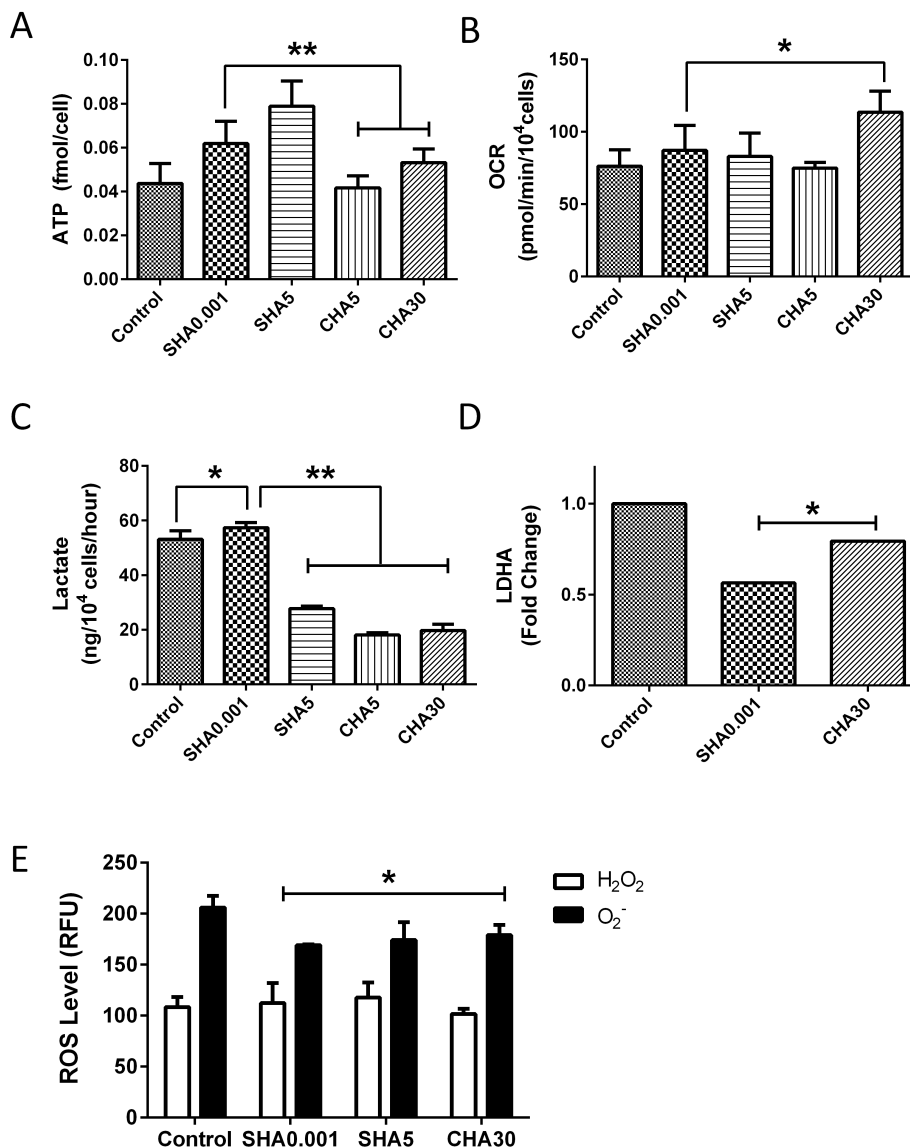 A
ATP (fmol/cell)
0.10
0.08
0.06
0.04
0.02
0.00
**
Control
SHA0.001
SHA5
CHA5
CHA30
B
OCR
(pmol/min/10⁴cells)
150
100
50
0
*
Control
SHA0.001
SHA5
CHA5
CHA30
C
Lactate
(ng/10⁴ cells/hour)
80
60
40
20
0
*
**
Control
SHA0.001
SHA5
CHA5
CHA30
D
LDHA
(Fold Change)
1.0
0.5
0.0
*
Control
SHA0.001
CHA30
E
ROS Level (RFU)
250
200
150
100
50
0
*
Control
SHA0.001
SHA5
CHA30
H₂O₂
O₂⁻